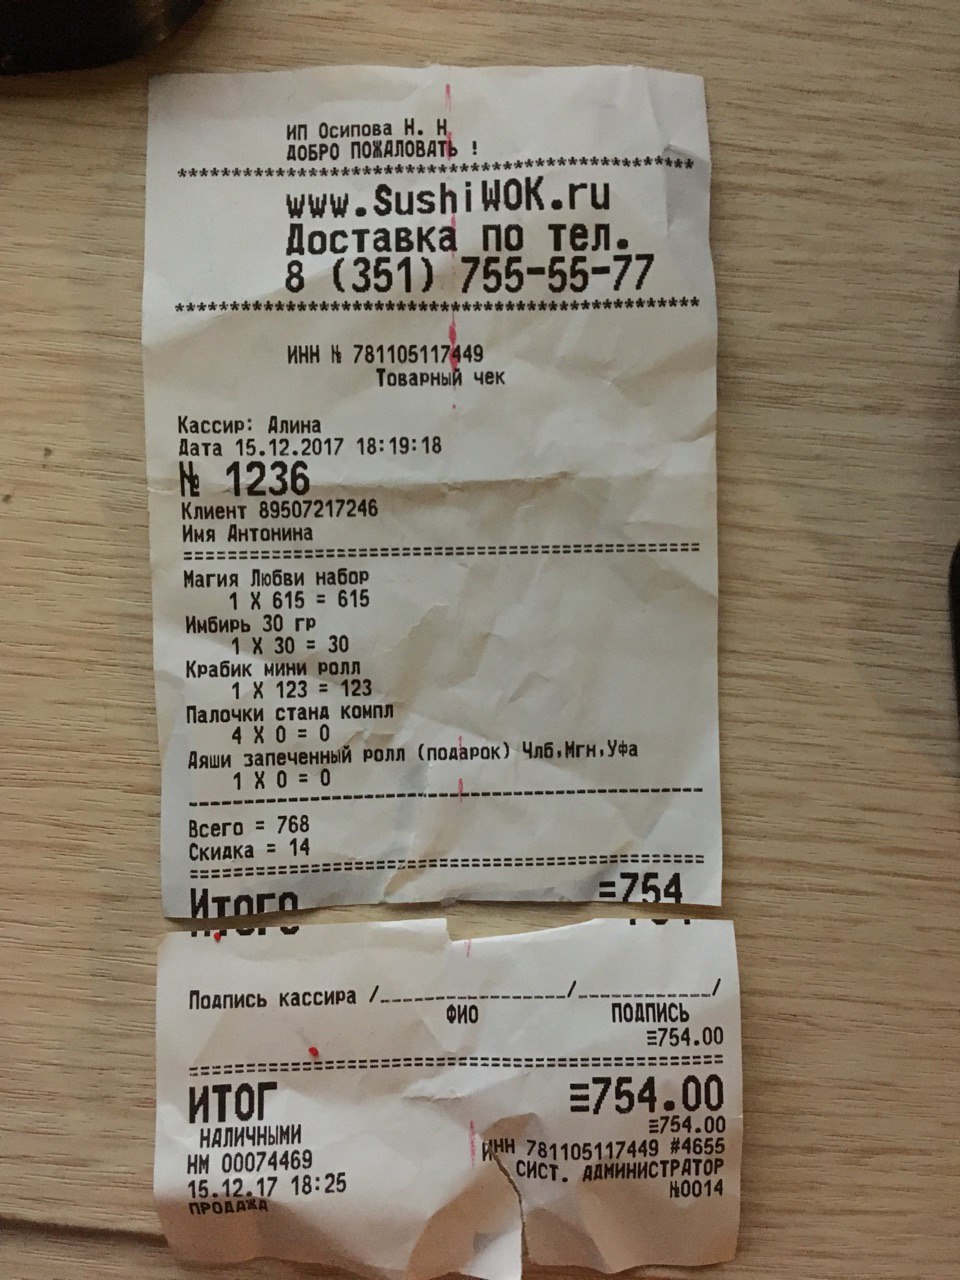 ИП Осипова Н. Н
ДОБРО ПОЖАЛОВАТЬ !
****************************************************
www.SushiWOK.ru
Доставка по тел.
8 (351) 755-55-77
****************************************************
ИНН № 781105117449
Товарный чек
Кассир: Алина
Дата 15.12.2017 18:19:18
№ 1236
Клиент 89507217246
Имя Антонина
====================================================
Магия Любви набор
1 X 615 = 615
Имбирь 30 гр
1 X 30 = 30
Крабик мини ролл
1 X 123 = 123
Палочки станд компл
4 X 0 = 0
Аяши запеченный ролл (подарок) Члб,Мгн,Уфа
1 X 0 = 0
----------------------------------------------------
Всего = 768
Скидка = 14
====================================================
Итого =754
Подпись кассира /________________/____________/
ФИО ПОДПИСЬ
≡754.00
====================================================
ИТОГ ≡754.00
НАЛИЧНЫМИ ≡754.00
НМ 00074469 ИНН 781105117449 #4655
15.12.17 18:25 СИСТ. АДМИНИСТРАТОР
ПРОДАЖА №0014